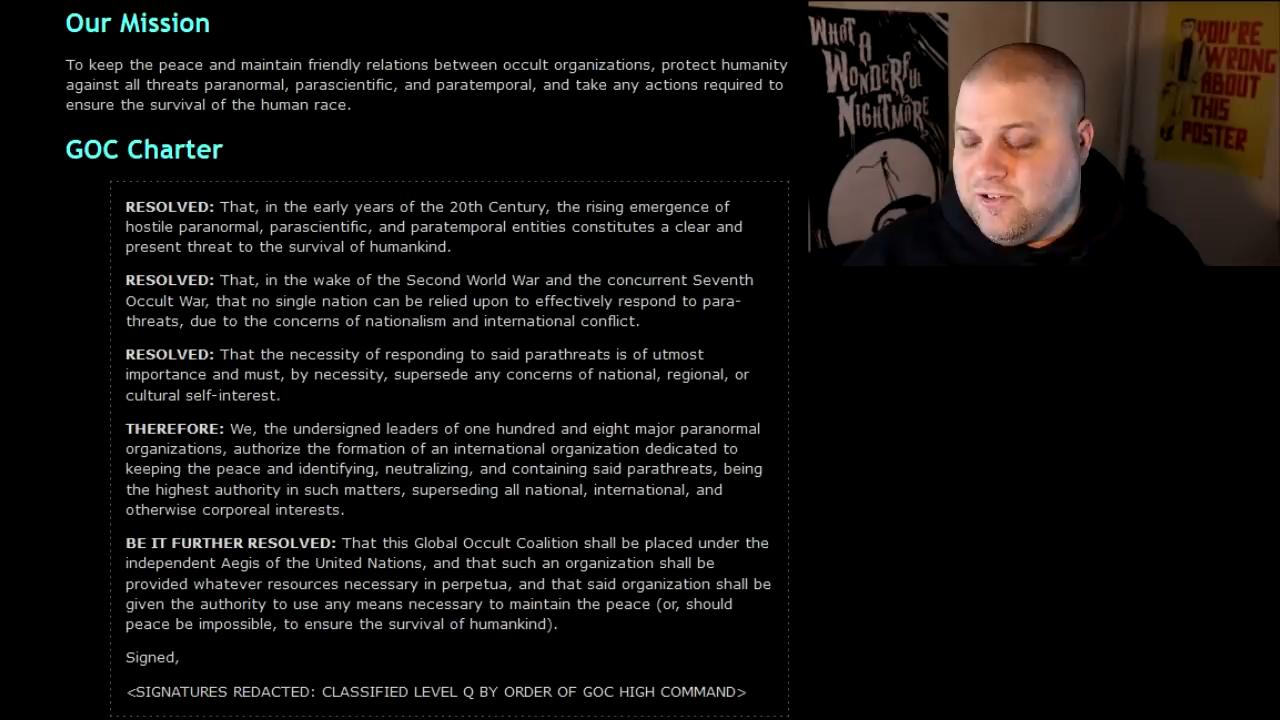 Our Mission
To keep the peace and maintain friendly relations between occult organizations, protect humanity
against all threats paranormal, parascientific, and paratemporal, and take any actions required to
ensure the survival of the human race.
GOC Charter
RESOLVED: That, in the early years of the 20th Century, the rising emergence of
hostile paranormal, parascientific, and paratemporal entities constitutes a clear and
present threat to the survival of humankind.
RESOLVED: That, in the wake of the Second World War and the concurrent Seventh
Occult War, that no single nation can be relied upon to effectively respond to para-
threats, due to the concerns of nationalism and international conflict.
RESOLVED: That the necessity of responding to said parathreats is of utmost
importance and must, by necessity, supersede any concerns of national, regional, or
cultural self-interest.
THEREFORE: We, the undersigned leaders of one hundred and eight major paranormal
organizations, authorize the formation of an international organization dedicated to
keeping the peace and identifying, neutralizing, and containing said parathreats, being
the highest authority in such matters, superseding all national, international, and
otherwise corporeal interests.
BE IT FURTHER RESOLVED: That this Global Occult Coalition shall be placed under the
independent Aegis of the United Nations, and that such an organization shall be
provided whatever resources necessary in perpetua, and that said organization shall be
given the authority to use any means necessary to maintain the peace (or, should
peace be impossible, to ensure the survival of humankind).
Signed,
<SIGNATURES REDACTED: CLASSIFIED LEVEL Q BY ORDER OF GOC HIGH COMMAND>
WHAT
A
WONDERFUL
NIGHTMARE
YOU'RE
WRONG
ABOUT
THIS
POSTER